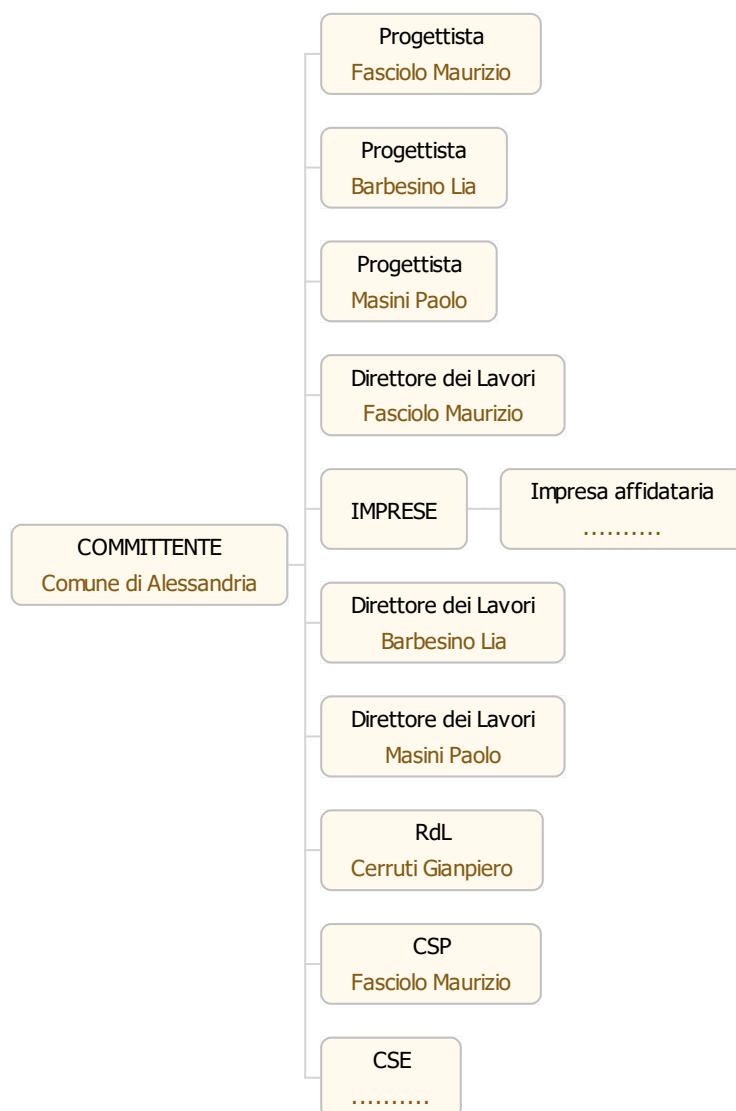 Progettista
Fasciolo Maurizio
Progettista
Barbesino Lia
Progettista
Masini Paolo
Direttore dei Lavori
Fasciolo Maurizio
IMPRESE
Impresa affidataria
..........
COMMITTENTE
Comune di Alessandria
Direttore dei Lavori
Barbesino Lia
Direttore dei Lavori
Masini Paolo
RdL
Cerruti Gianpiero
CSP
Fasciolo Maurizio
CSE
..........